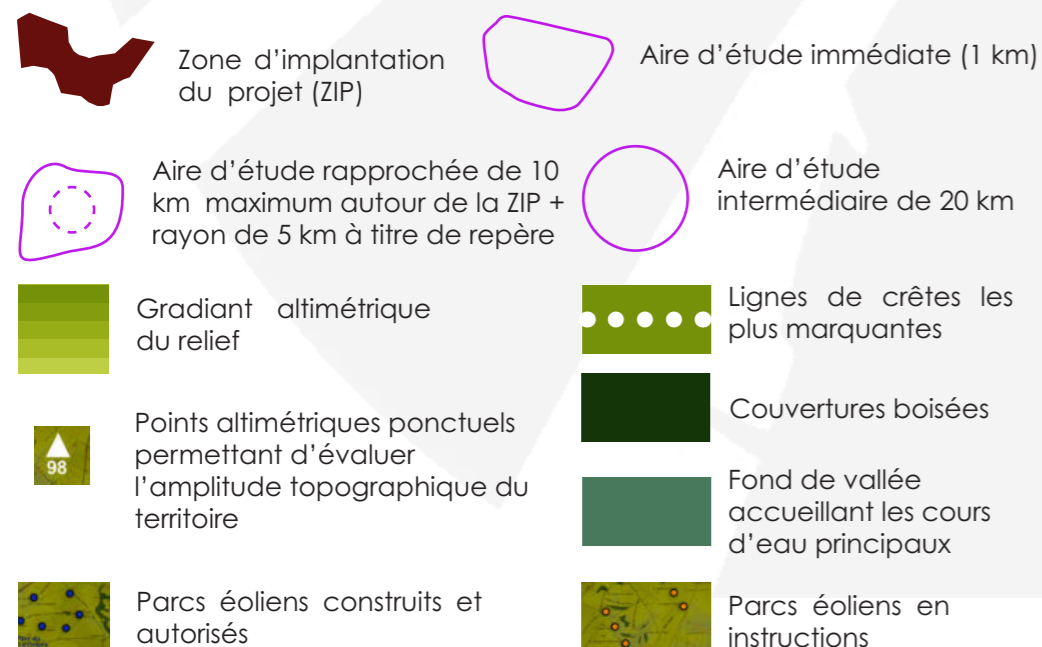 Zone d'implantation
du projet (ZIP)
Aire d'étude immédiate (1 km)
Aire d'étude rapprochée de 10
km maximum autour de la ZIP +
rayon de 5 km à titre de repère
Aire d'étude
intermédiaire de 20 km
Gradiant altimétrique
du relief
Lignes de crêtes les
plus marquantes
98
Points altimétriques ponctuels
permettant d'évaluer
l'amplitude topographique du
territoire
Couvertures boisées
Fond de vallée
accueillant les cours
d'eau principaux
Parcs éoliens construits et
autorisés
Parcs éoliens en
instructions